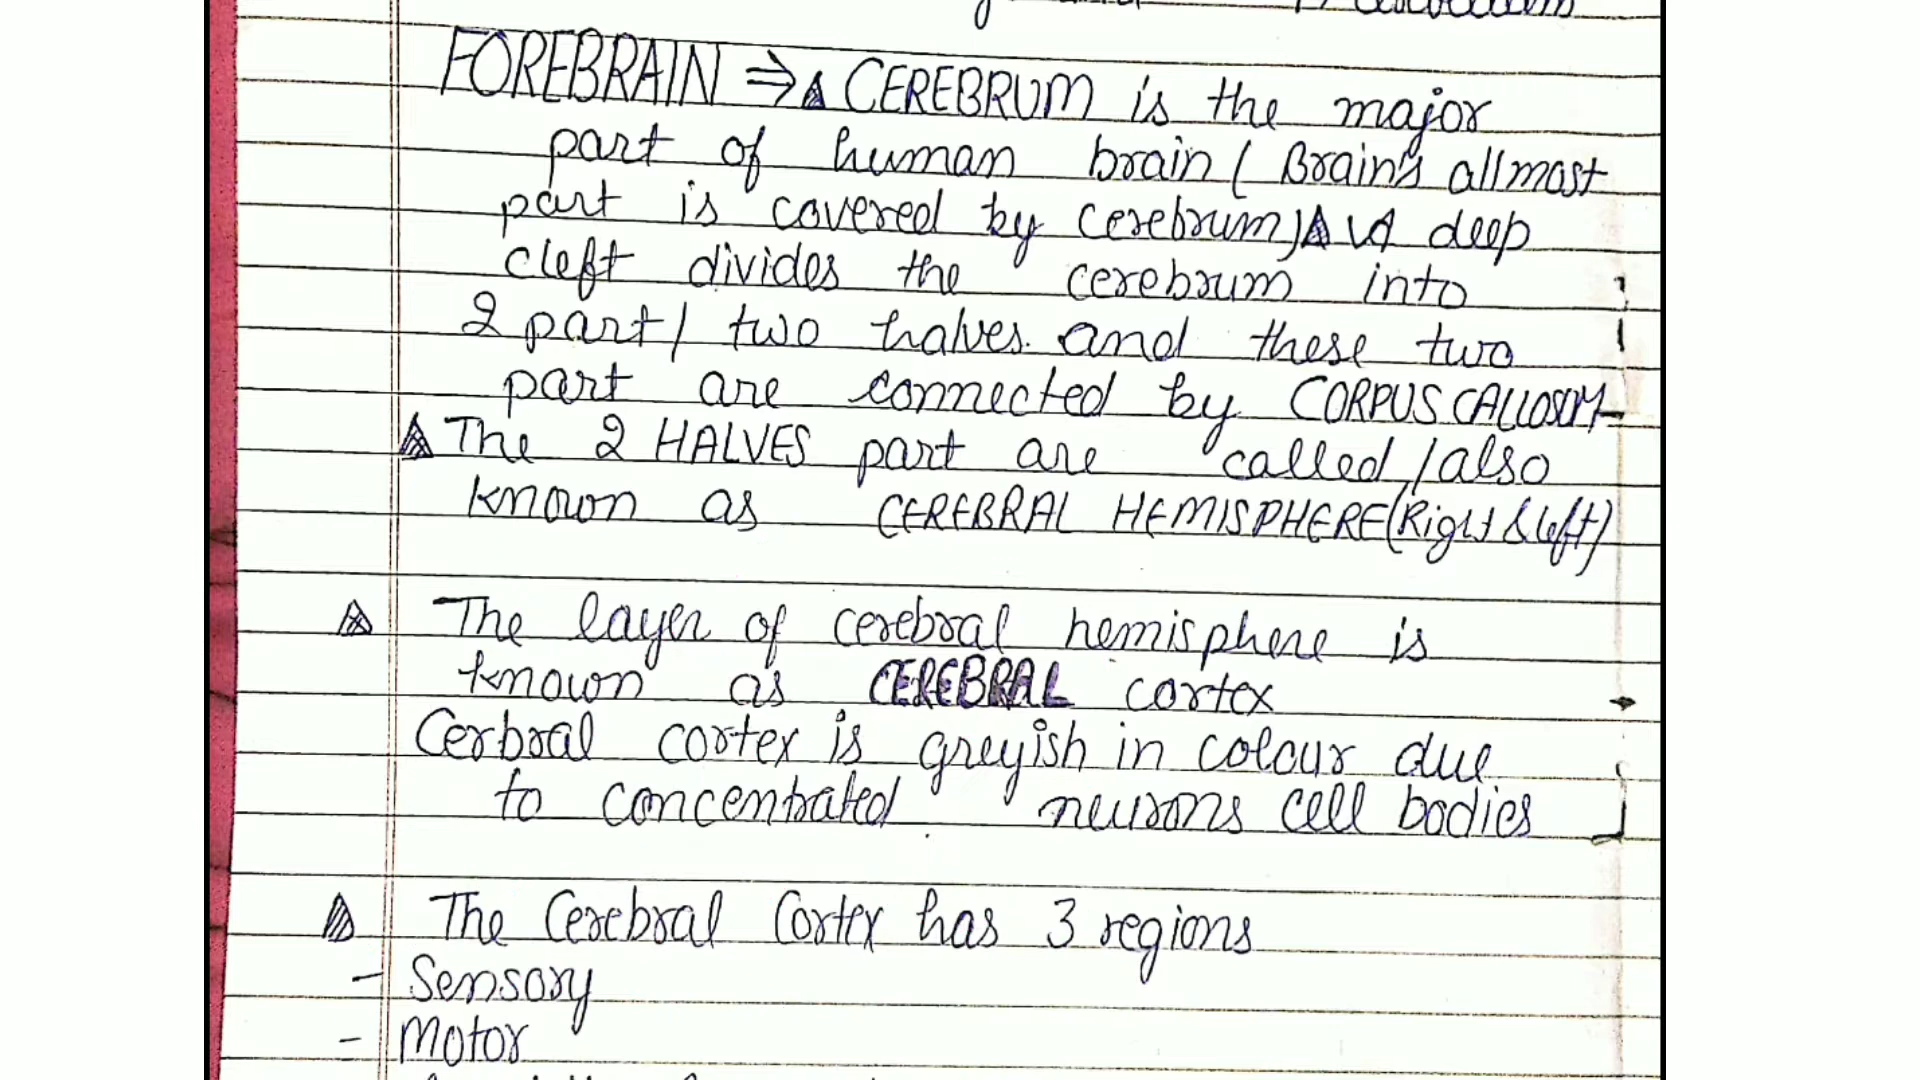 FOREBRAIN ⇒ CEREBRUM is the major
part of human brain ( Brain's allmost
part is covered by cerebrum) A deep
cleft divides the cerebrum into
2 part/ two halves. and these two
part are connected by CORPUS CALLOSUM
The 2 HALVES part are called / also
known as CEREBRAL HEMISPHERE(Right & left)
The layer of cerebral hemisphere is
known as CEREBRAL cortex
Cerbral cortex is greyish in colour due
to concentrated neurons cell bodies
The Cerebral Cortex has 3 regions
- Sensory
- Motor